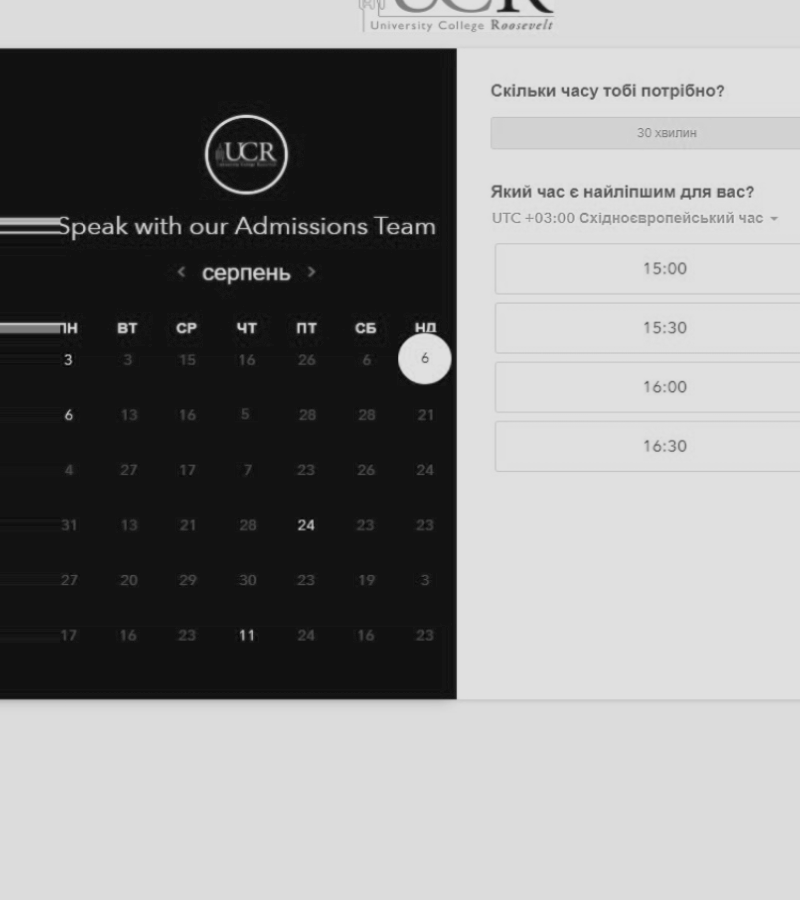 UCR
University College Roosevelt
UCR
Speak with our Admissions Team
серпень
ПН ВТ СР ЧТ ПТ СБ НД
3 3 15 16 26 6 6
6 13 16 5 28 28 21
4 27 17 7 23 26 24
31 13 21 28 24 23 23
27 20 29 30 23 19 3
17 16 23 11 24 16 23
Скільки часу тобі потрібно?
30 хвилин
Який час є найліпшим для вас?
UTC +03:00 Східноєвропейський час
15:00
15:30
16:00
16:30